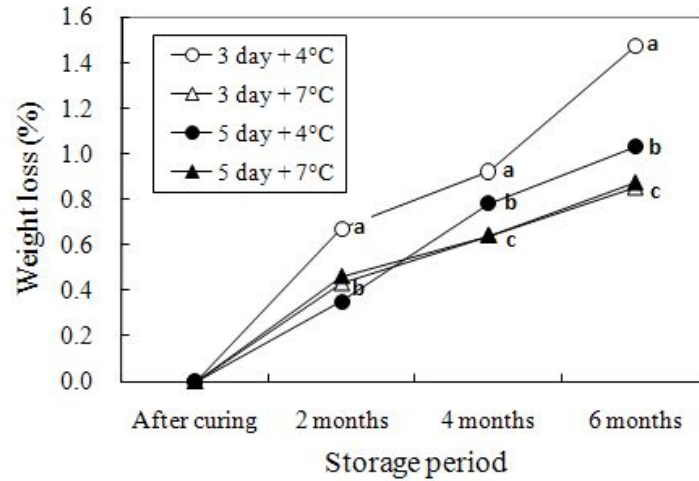 1.6
1.4
1.2
1.0
0.8
0.6
0.4
0.2
0.0
Weight loss (%)
3 day + 4°C
3 day + 7°C
5 day + 4°C
5 day + 7°C
a
a
a
b
b
b
c
c
After curing 2 months 4 months 6 months
Storage period